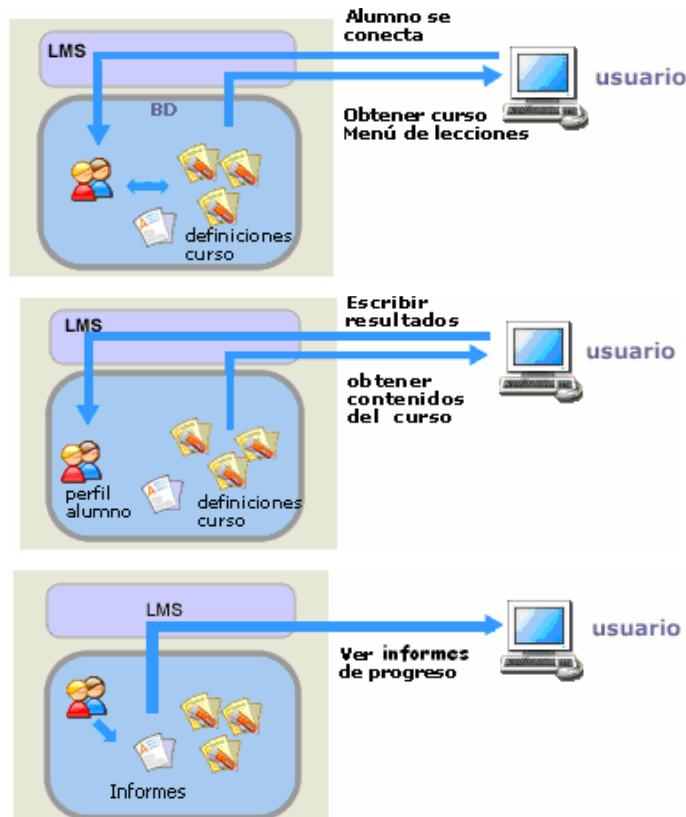 Alumno se
conecta
LMS
usuario
BD
Obtener curso
Menú de lecciones
definiciones
curso
Escribir
resultados
LMS
usuario
obtener
contenidos
del curso
perfil
alumno
definiciones
curso
LMS
usuario
Ver informes
de progreso
Informes